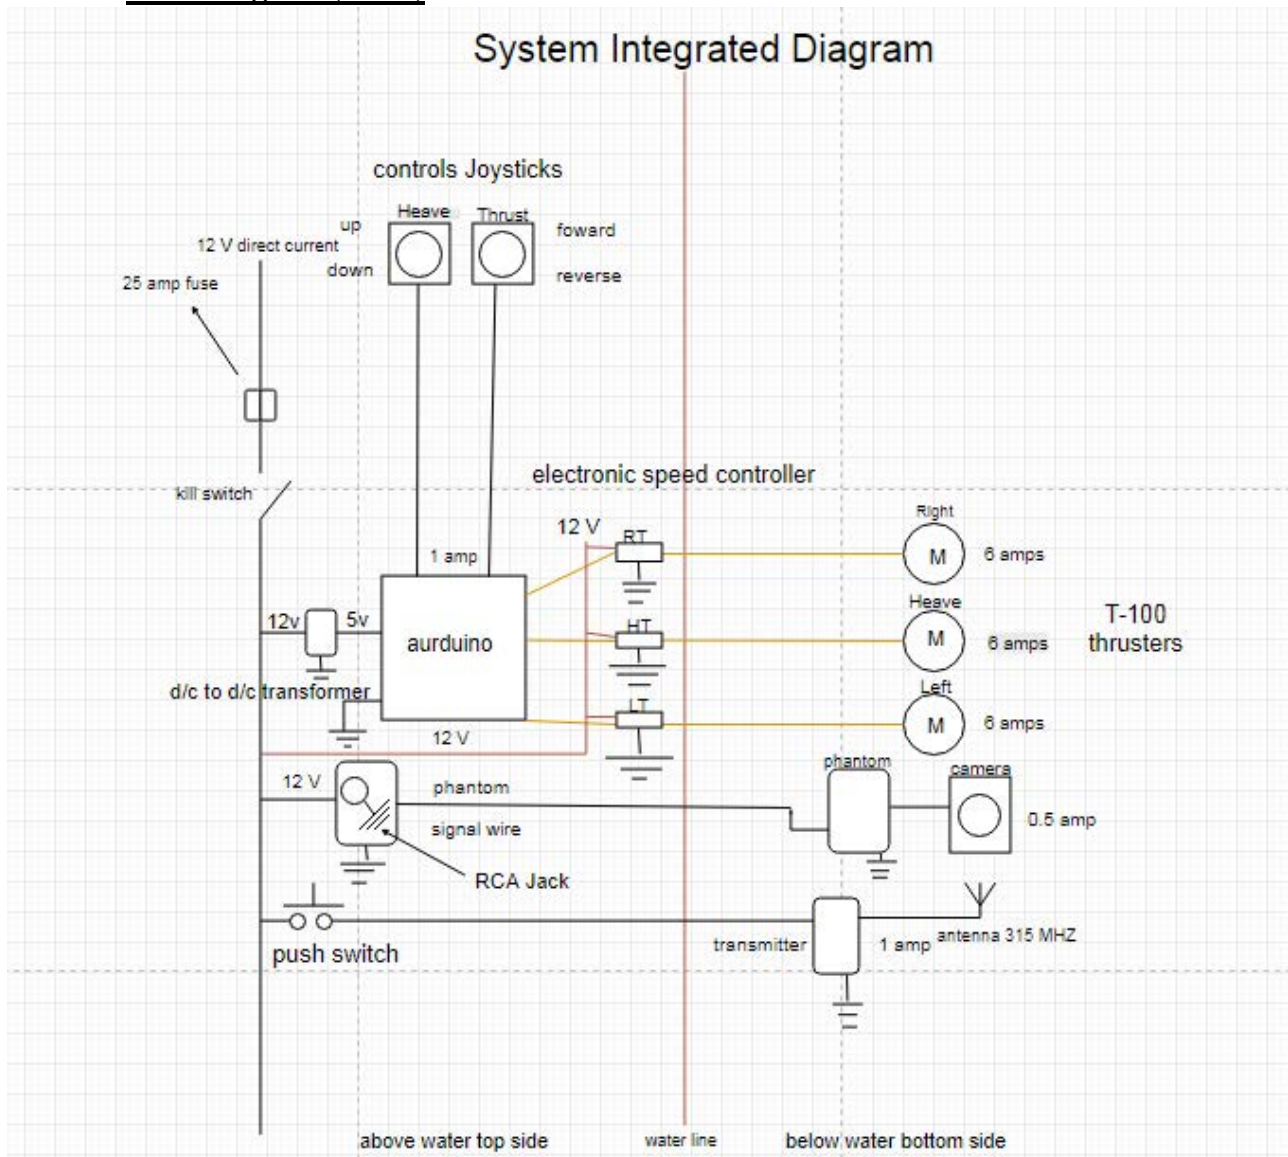 System Integrated Diagram
controls Joysticks
Heave
Thrust
up
foward
12 V direct current
down
reverse
25 amp fuse
electronic speed controller
kill switch
12 V
RT
Right
M
6 amps
1 amp
12v
5v
aurduino
HT
Heave
M
6 amps
T-100
thrusters
d/c to d/c transformer
LT
Left
M
6 amps
12 V
12 V
phantom
signal wire
phantom
camera
0.5 amp
RCA Jack
push switch
transmitter
1 amp
antenna 315 MHZ
above water top side
water line
below water bottom side